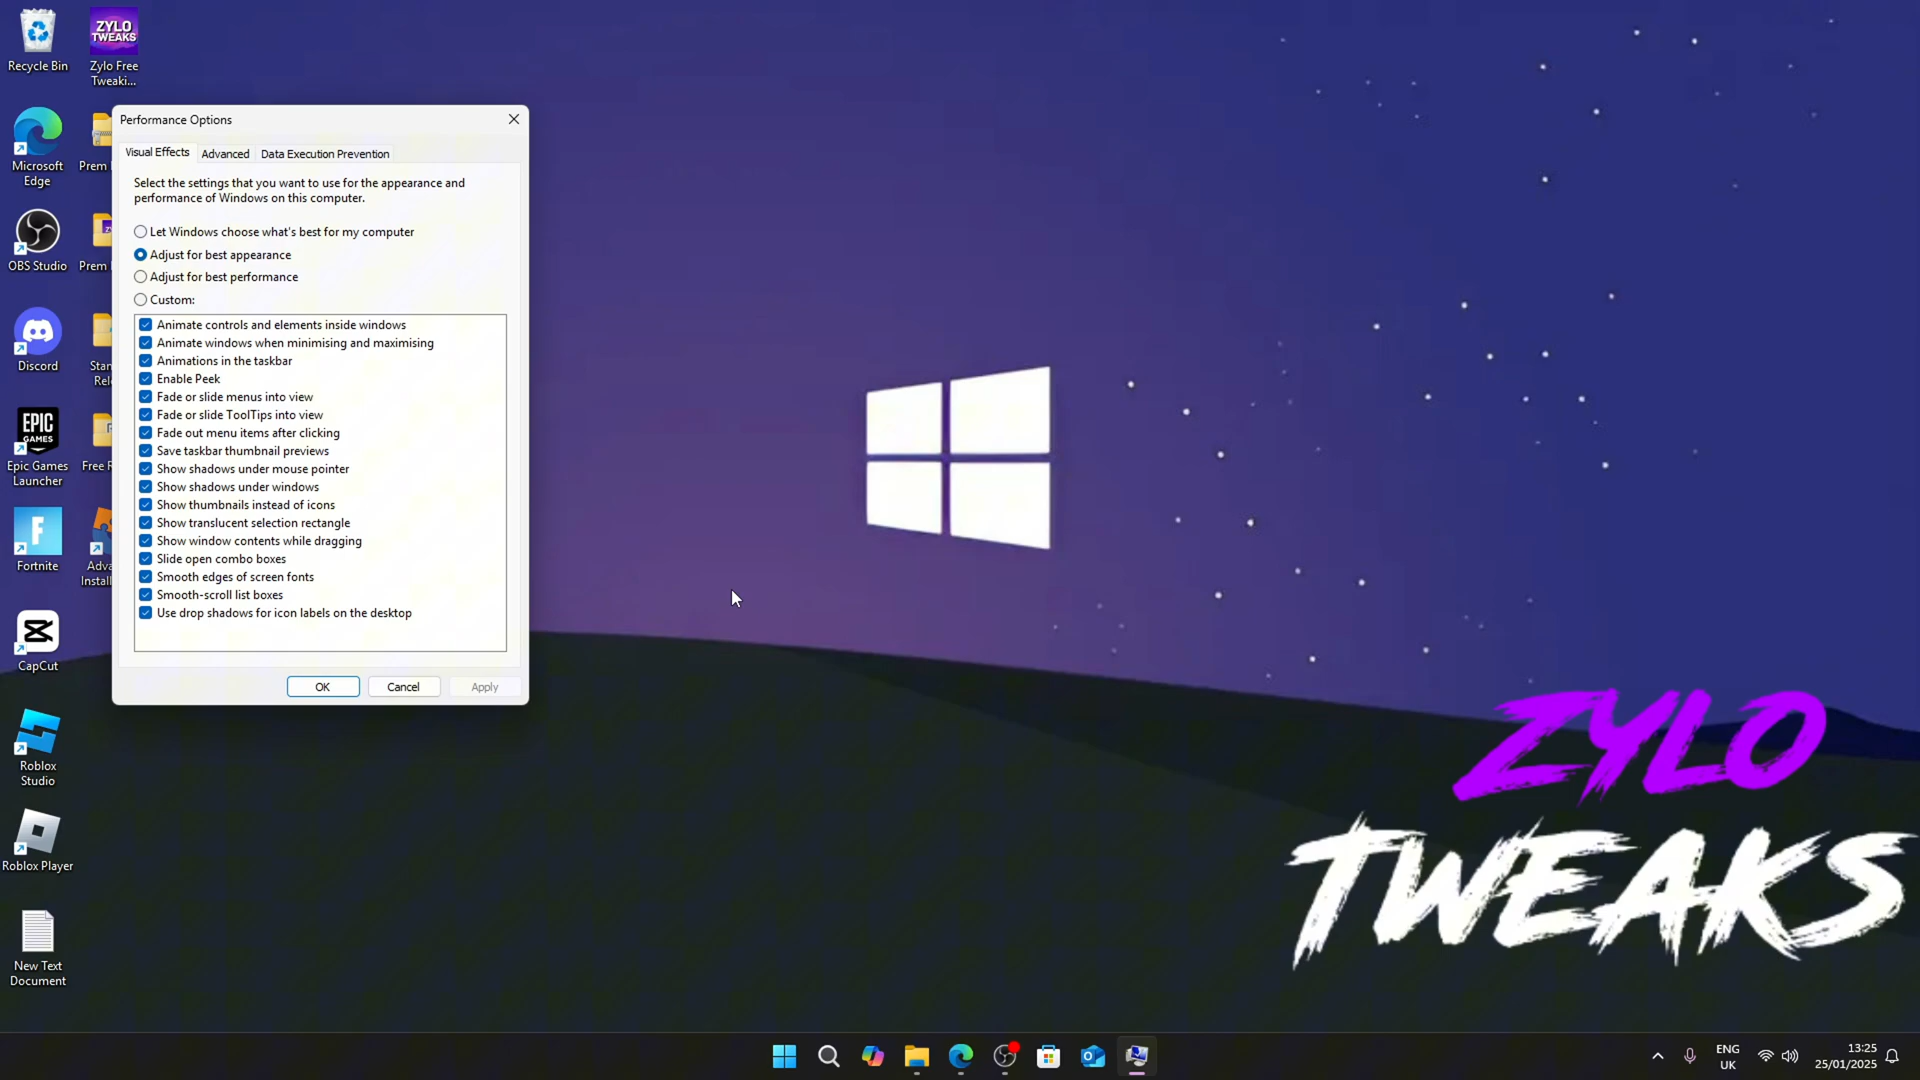 Recycle Bin
ZYLO
TWEAKS
Zylo Free
Tweaki...
Microsoft
Edge
Prem
OBS Studio
Prem
Discord
Stan
Rel
EPIC
GAMES
Epic Games
Launcher
Free R
F
Fortnite
Adva
Install
CapCut
Roblox
Studio
Roblox Player
New Text
Document
Performance Options
Visual Effects
Advanced
Data Execution Prevention
Select the settings that you want to use for the appearance and
performance of Windows on this computer.
Let Windows choose what's best for my computer
Adjust for best appearance
Adjust for best performance
Custom:
Animate controls and elements inside windows
Animate windows when minimising and maximising
Animations in the taskbar
Enable Peek
Fade or slide menus into view
Fade or slide ToolTips into view
Fade out menu items after clicking
Save taskbar thumbnail previews
Show shadows under mouse pointer
Show shadows under windows
Show thumbnails instead of icons
Show translucent selection rectangle
Show window contents while dragging
Slide open combo boxes
Smooth edges of screen fonts
Smooth-scroll list boxes
Use drop shadows for icon labels on the desktop
OK
Cancel
Apply
ZYLO
TWEAKS
ENG
UK
13:25
25/01/2025